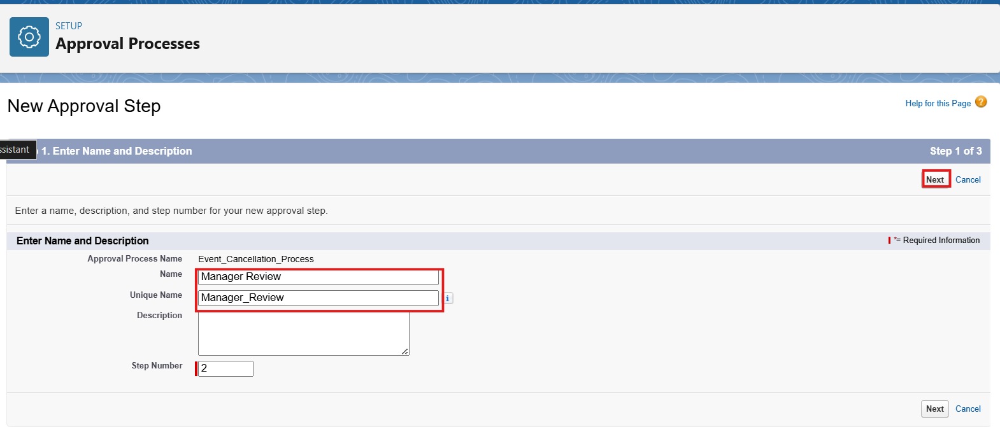 SETUP
Approval Processes
New Approval Step
Help for this Page ?
ssistant
1. Enter Name and Description
Step 1 of 3
Next Cancel
Enter a name, description, and step number for your new approval step.
Enter Name and Description
*= Required Information
Approval Process Name Event_Cancellation_Process
Name Manager Review
Unique Name Manager_Review i
Description
Step Number 2
Next Cancel